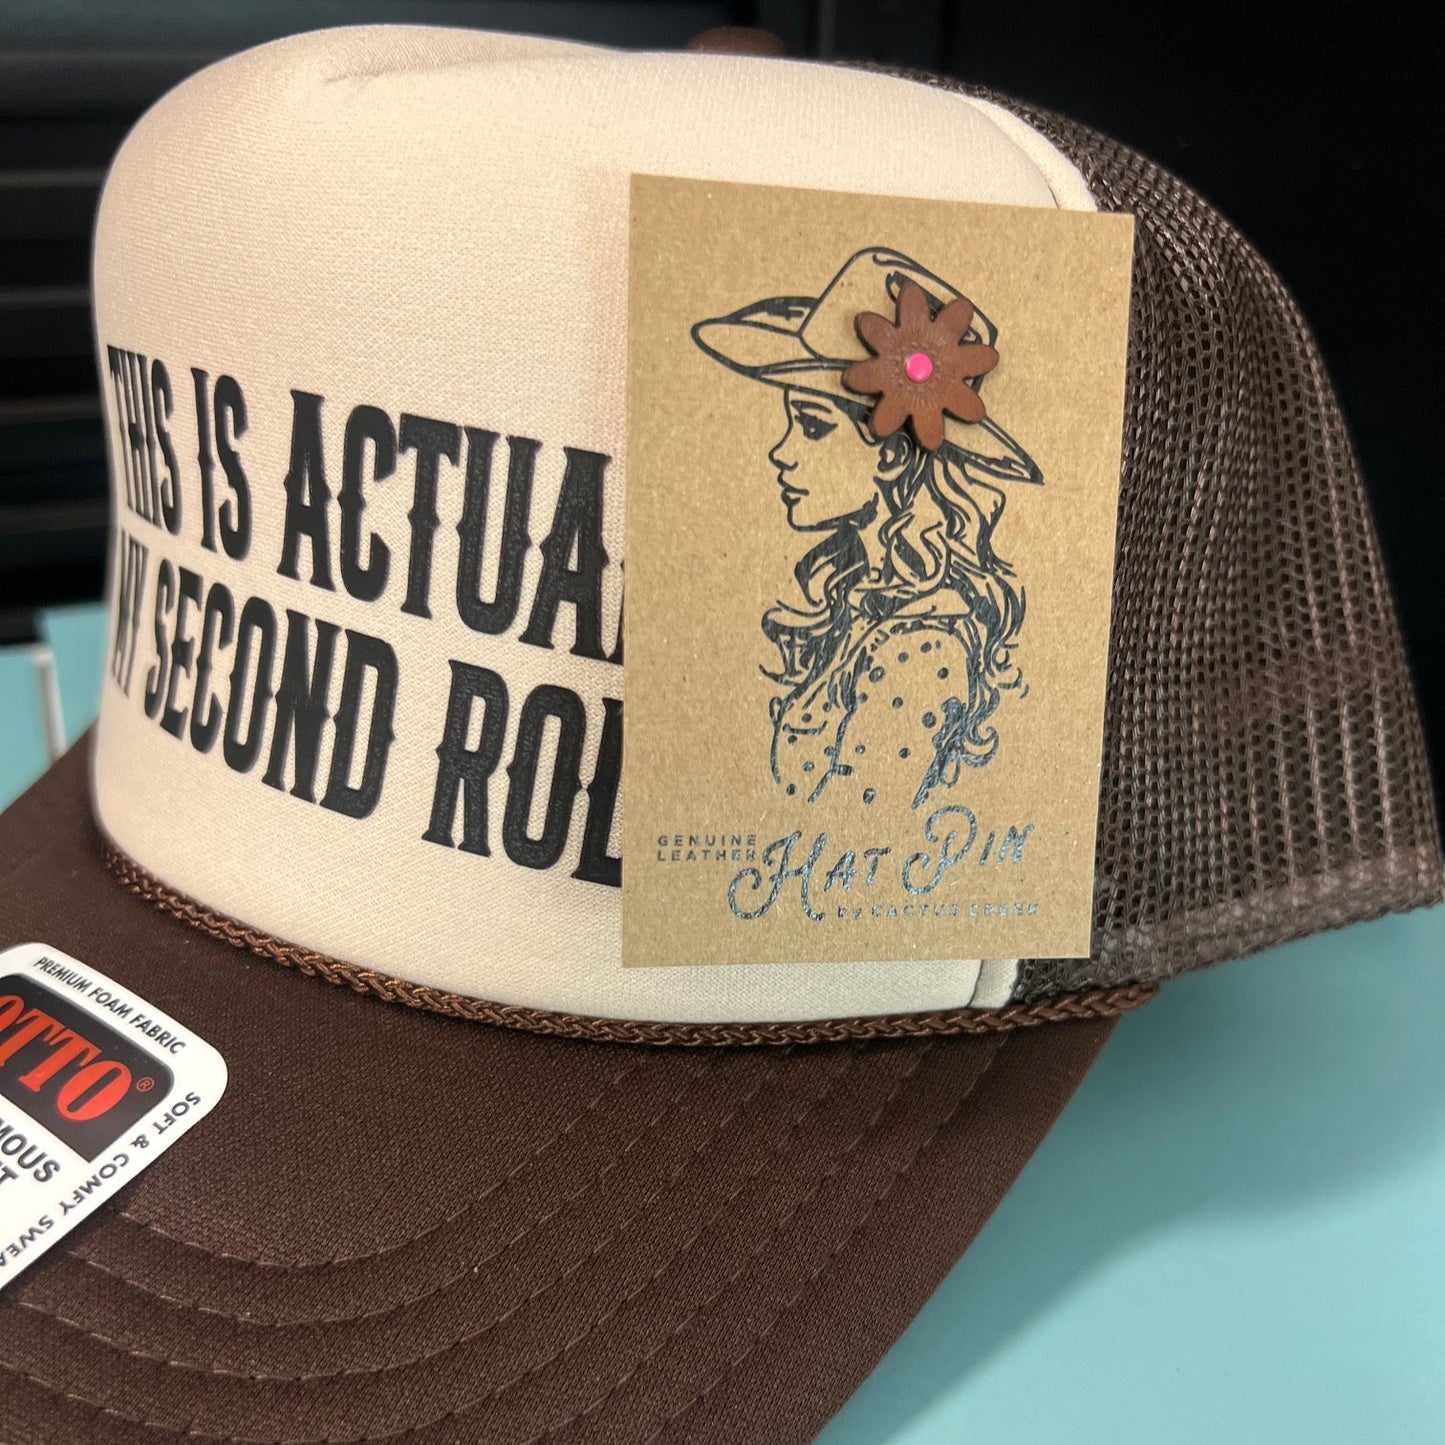 THIS IS ACTUA
MY SECOND ROD
GENUINE
LEATHER
HAT PIN
by CACTUS CREEK
PREMIUM FOAM FABRIC
OTTO®
SOFT & COMFY SWEA